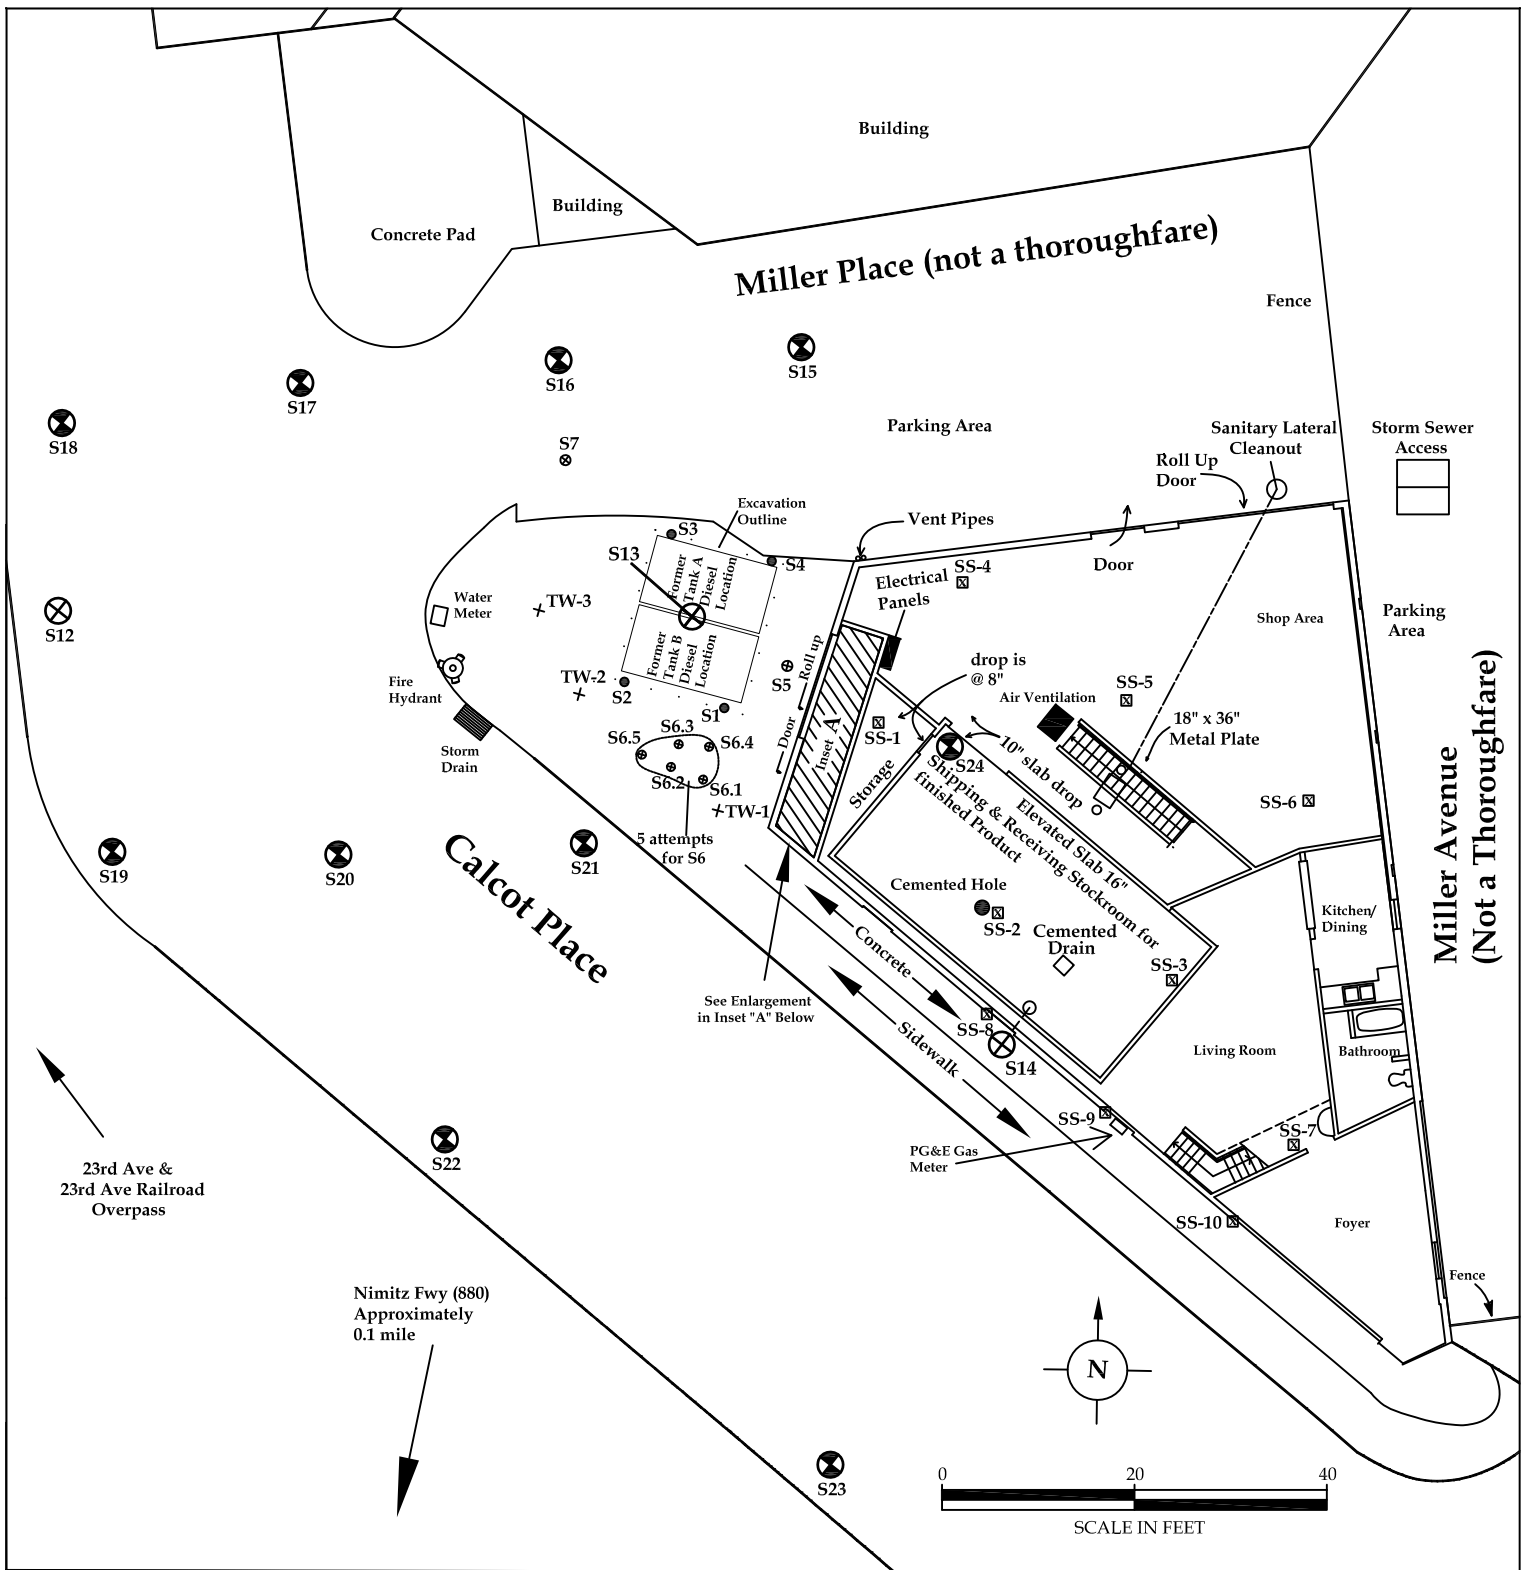 Building
Building
Concrete Pad
Miller Place (not a thoroughfare)
Fence
S15
S16
S17
S18
S7
Parking Area
Sanitary Lateral
Cleanout
Storm Sewer
Access
Roll Up
Door
Excavation
Outline
Vent Pipes
S3
S13
S4
Former
Tank A
Diesel
Location
Former
Tank B
Diesel
Location
Door
SS-4
Electrical
Panels
Water
Meter
TW-3
S12
Shop Area
Parking
Area
Roll up
drop is
@ 8"
Fire
Hydrant
TW-2
S2
S5
S1
SS-5
Air Ventilation
18" x 36"
Metal Plate
Storm
Drain
S6.5
S6.3
S6.4
S6.2
S6.1
Door
Inset A
SS-1
S24
10" slab drop
Storage
TW-1
SS-6
5 attempts
for S6
Elevated Slab 16"
Shipping & Receiving Stockroom for
finished Product
Miller Avenue
(Not a Thoroughfare)
S19
S20
S21
Calcot Place
Cemented Hole
SS-2
Cemented
Drain
Kitchen/
Dining
Concrete
SS-3
See Enlargement
in Inset "A" Below
SS-8
Sidewalk
S14
Living Room
Bathroom
SS-9
SS-7
PG&E Gas
Meter
S22
23rd Ave &
23rd Ave Railroad
Overpass
SS-10
Foyer
Fence
Nimitz Fwy (880)
Approximately
0.1 mile
N
S23
0 20 40
SCALE IN FEET